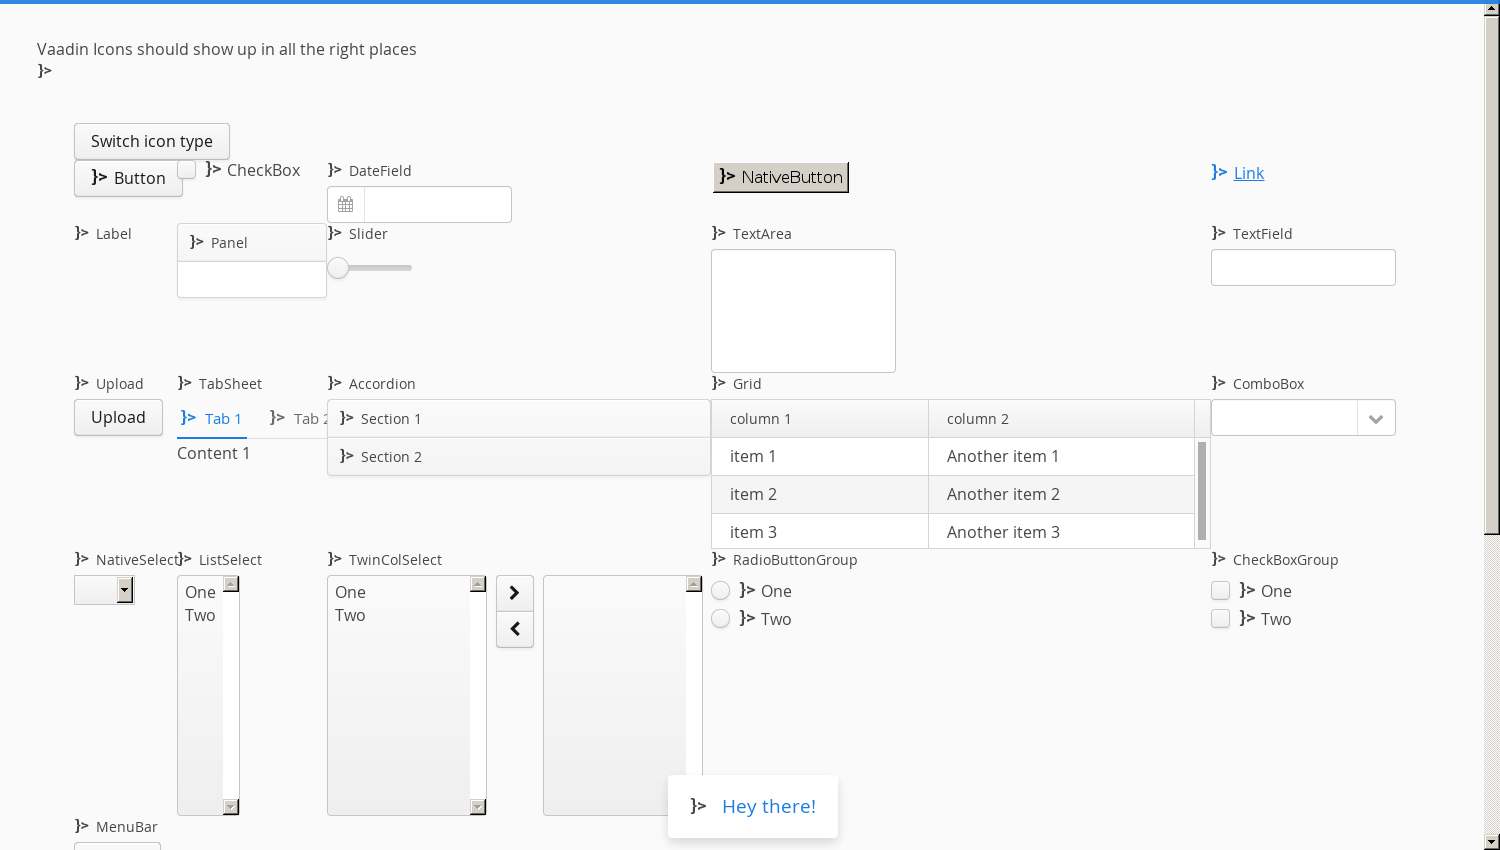 Vaadin Icons should show up in all the right places
}>
Switch icon type
}> Button
}> CheckBox
}> DateField
}> NativeButton
}> Link
}> Label
}> Panel
}> Slider
}> TextArea
}> TextField
}> Upload
Upload
}> TabSheet
}> Tab 1 }> Tab 2
Content 1
}> Accordion
}> Section 1
}> Section 2
}> Grid
column 1 column 2
item 1 Another item 1
item 2 Another item 2
item 3 Another item 3
}> ComboBox
}> NativeSelect
}> ListSelect
One
Two
}> TwinColSelect
One
Two
}> RadioButtonGroup
}> One
}> Two
}> CheckBoxGroup
}> One
}> Two
}> Hey there!
}> MenuBar